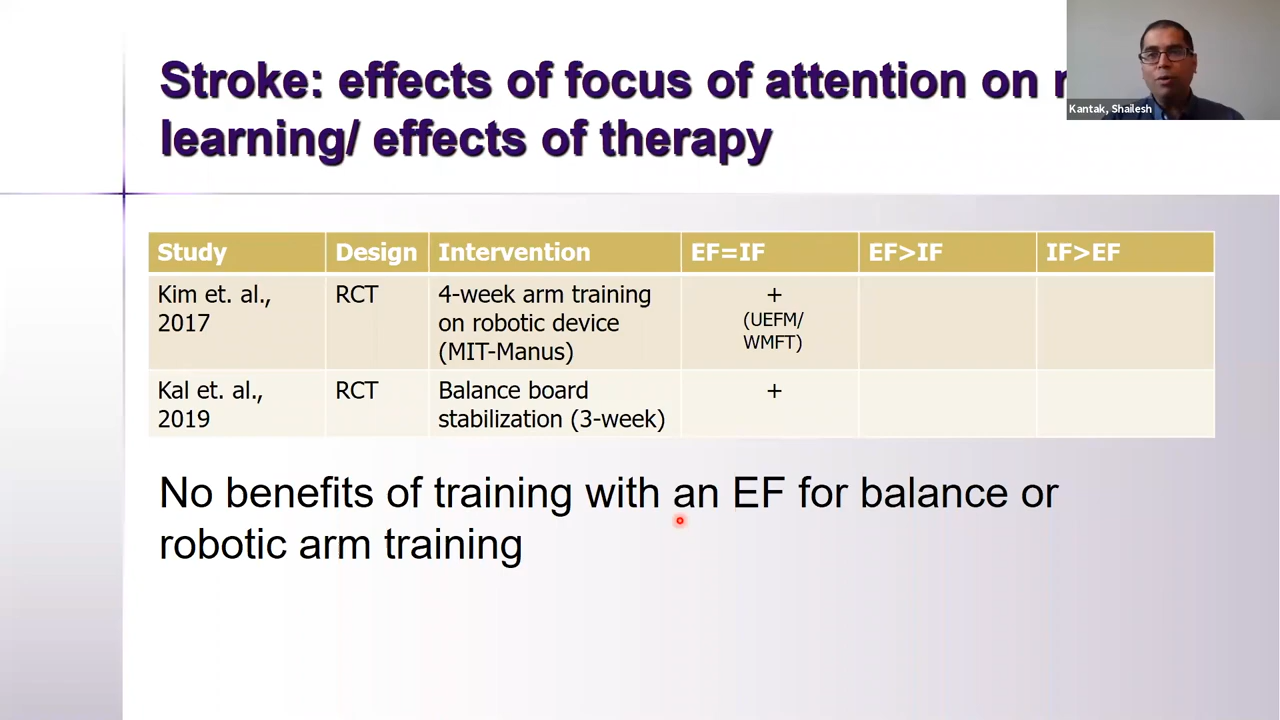 Stroke: effects of focus of attention on
learning/ effects of therapy
Kantak, Shailesh
Study Design Intervention EF=IF EF>IF IF>EF
Kim et. al., 2017 RCT 4-week arm training on robotic device (MIT-Manus) + (UEFM/ WMFT)
Kal et. al., 2019 RCT Balance board stabilization (3-week) +
No benefits of training with an EF for balance or
robotic arm training